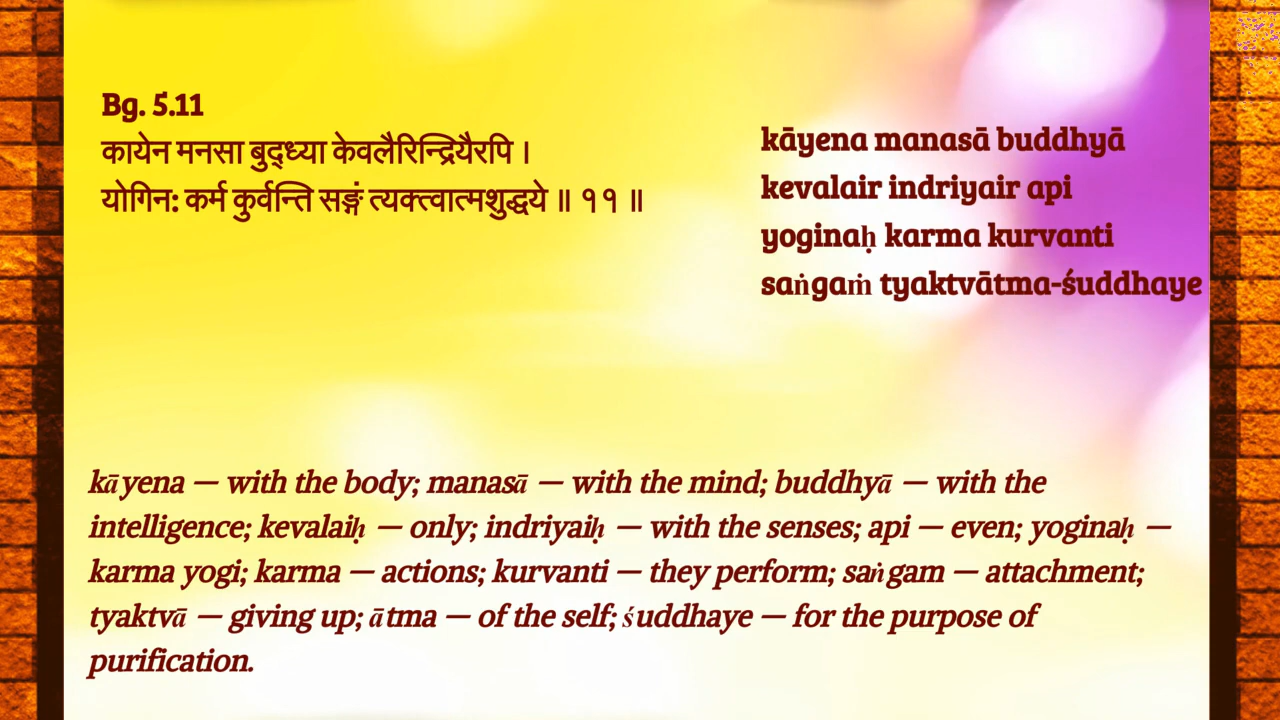 Bg. 5.11
कायेन मनसा बुद्ध्या केवलैरिन्द्रियैरपि ।
योगिन: कर्म कुर्वन्ति सङ्गं त्यक्त्वात्मशुद्धये ॥ ११ ॥
kāyena manasā buddhyā
kevalair indriyair api
yoginaḥ karma kurvanti
saṅgaṁ tyaktvātma-śuddhaye
kāyena — with the body; manasā — with the mind; buddhyā — with the
intelligence; kevalaiḥ — only; indriyaiḥ — with the senses; api — even; yoginaḥ —
karma yogi; karma — actions; kurvanti — they perform; saṅgam — attachment;
tyaktvā — giving up; ātma — of the self; śuddhaye — for the purpose of
purification.